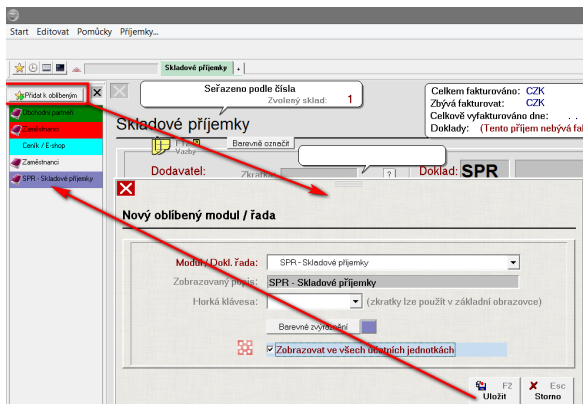 Start Editovat Pomůcky Příjemky...
Skladové příjemky
Přidat k oblíbeným
Obchodní partneři
Zaměstnanci
Ceník / E-shop
Zaměstnanci
SPR - Skladové příjemky
Seřazeno podle čísla
Zvolený sklad: 1
Celkem fakturováno: CZK
Zbývá fakturovat: CZK
Celkově vyfakturováno dne: . .
Doklady: (Tento příjem nebývá fa
Skladové příjemky
Vazby
Barevně označit
Dodavatel:
Zkratka
?
Doklad: SPR
Nový oblíbený modul / řada
Modul / Dokl. řada: SPR - Skladové příjemky
Zobrazovaný popis: SPR - Skladové příjemky
Horká klávesa: (zkratky lze použít v základní obrazovce)
Barevné zvýraznění
Zobrazovat ve všech účetních jednotkách
F2 Uložit
Esc Storno